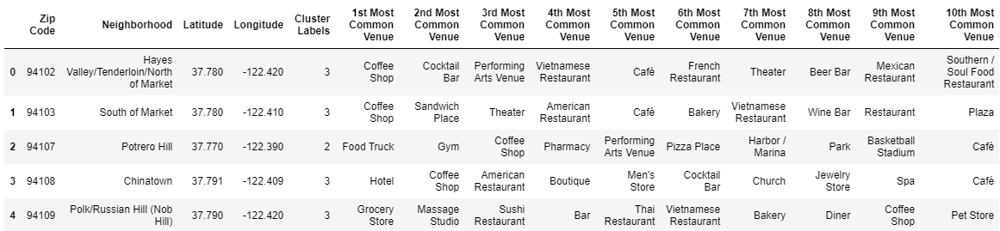 Zip Code Neighborhood Latitude Longitude Cluster Labels 1st Most Common Venue 2nd Most Common Venue 3rd Most Common Venue 4th Most Common Venue 5th Most Common Venue 6th Most Common Venue 7th Most Common Venue 8th Most Common Venue 9th Most Common Venue 10th Most Common Venue
0 94102 Hayes Valley/Tenderloin/North of Market 37.780 -122.420 3 Coffee Shop Cocktail Bar Performing Arts Venue Vietnamese Restaurant Café French Restaurant Theater Beer Bar Mexican Restaurant Southern / Soul Food Restaurant
1 94103 South of Market 37.780 -122.410 3 Coffee Shop Sandwich Place Theater American Restaurant Café Bakery Vietnamese Restaurant Wine Bar Restaurant Plaza
2 94107 Potrero Hill 37.770 -122.390 2 Food Truck Gym Coffee Shop Pharmacy Performing Arts Venue Pizza Place Harbor / Marina Park Basketball Stadium Café
3 94108 Chinatown 37.791 -122.409 3 Hotel Coffee Shop American Restaurant Boutique Men's Store Cocktail Bar Church Jewelry Store Spa Café
4 94109 Polk/Russian Hill (Nob Hill) 37.790 -122.420 3 Grocery Store Massage Studio Sushi Restaurant Bar Thai Restaurant Vietnamese Restaurant Bakery Diner Coffee Shop Pet Store